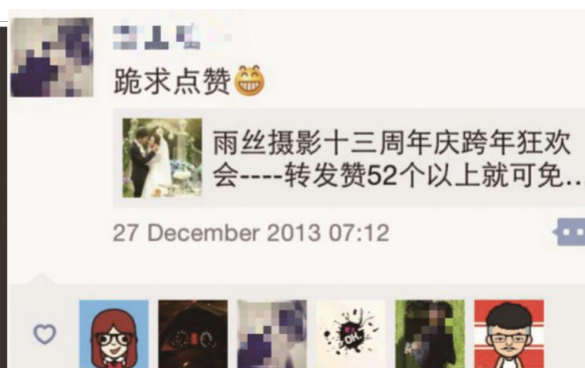 跪求点赞😁
雨丝摄影十三周年庆跨年狂欢
会----转发赞52个以上就可免...
27 December 2013 07:12
OH!